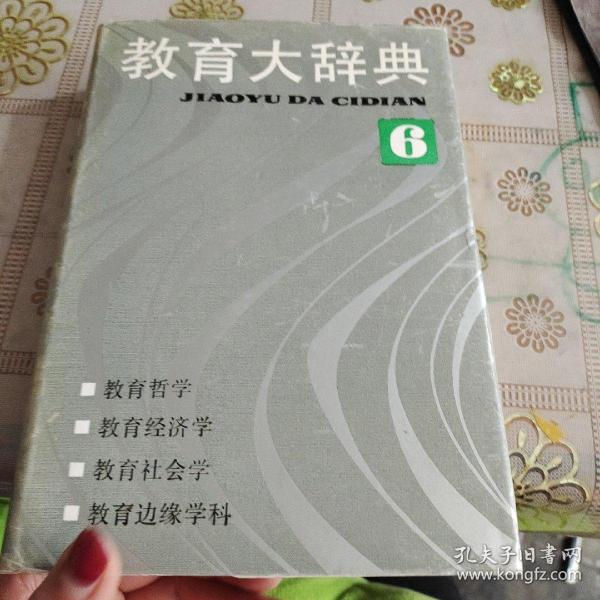 教育大辞典
JIAOYU DA CIDIAN
6
教育哲学
教育经济学
教育社会学
教育边缘学科
孔夫子旧书网
www.kongfz.com